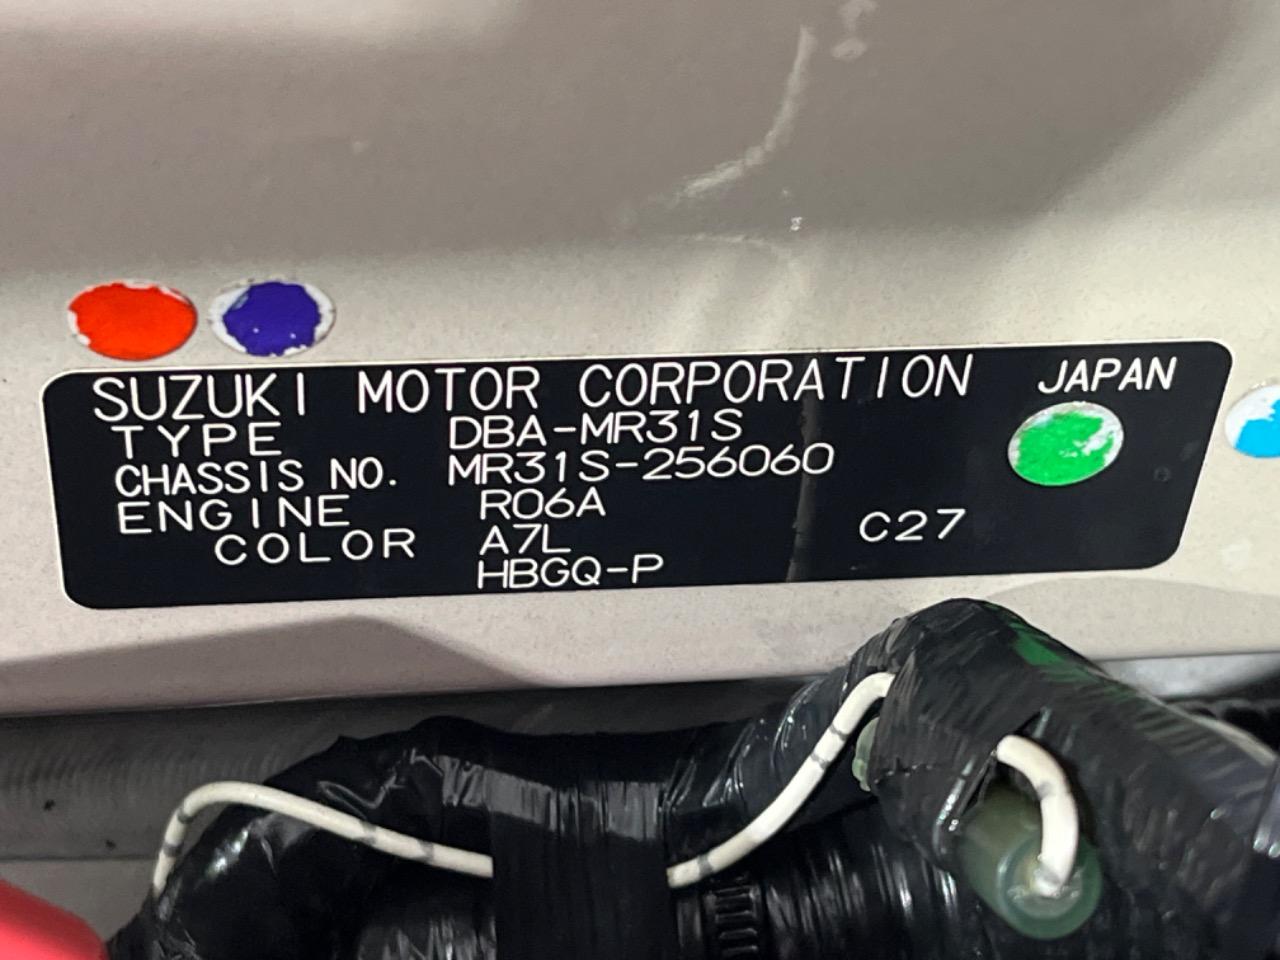 SUZUKI MOTOR CORPORATION JAPAN
TYPE DBA-MR31S
CHASSIS NO. MR31S-256060
ENGINE R06A
COLOR A7L C27
HBGQ-P